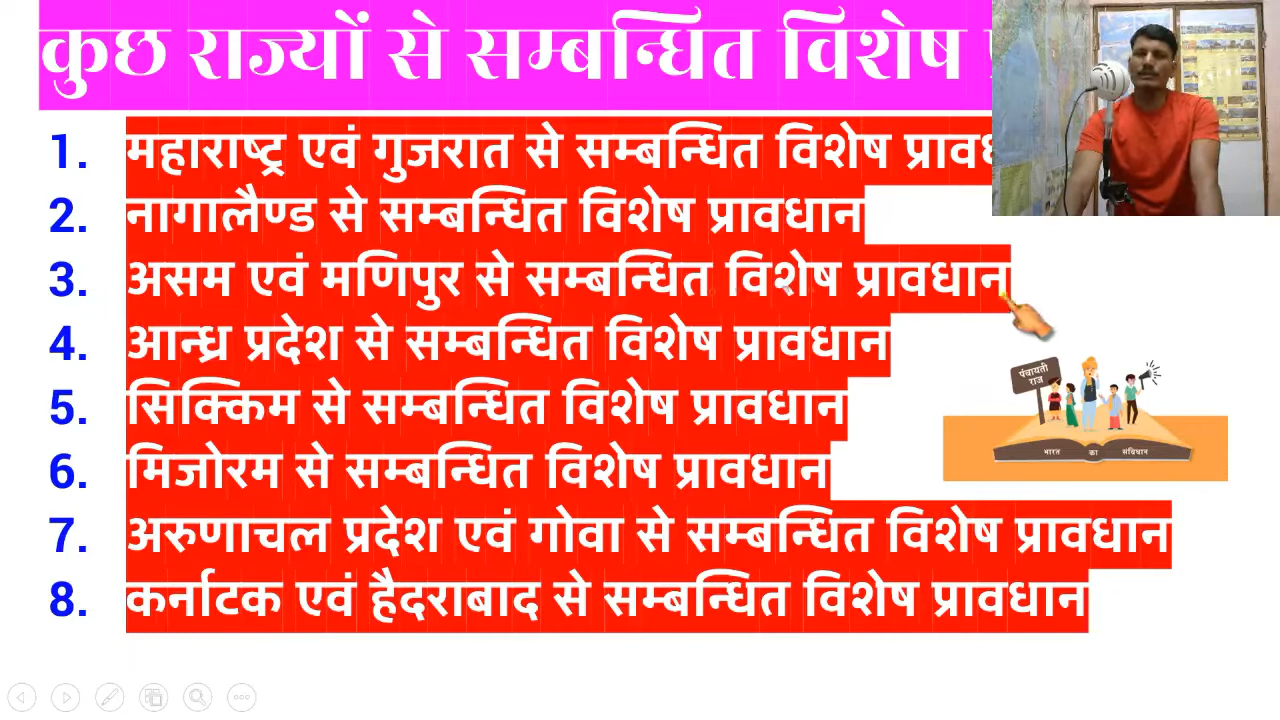 कुछ राज्यों से सम्बन्धित विशेष
1. महाराष्ट्र एवं गुजरात से सम्बन्धित विशेष
2. नागालैण्ड से सम्बन्धित विशेष प्रावधान
3. असम एवं मणिपुर से सम्बन्धित विशेष प्रावधान
4. आन्ध्र प्रदेश से सम्बन्धित विशेष प्रावधान
पंचायती
राज
5. सिक्किम से सम्बन्धित विशेष प्रावधान
भारत का संविधान
6. मिजोरम से सम्बन्धित विशेष प्रावधान
7. अरुणाचल प्रदेश एवं गोवा से सम्बन्धित विशेष प्रावधान
8. कर्नाटक एवं हैदराबाद से सम्बन्धित विशेष प्रावधान